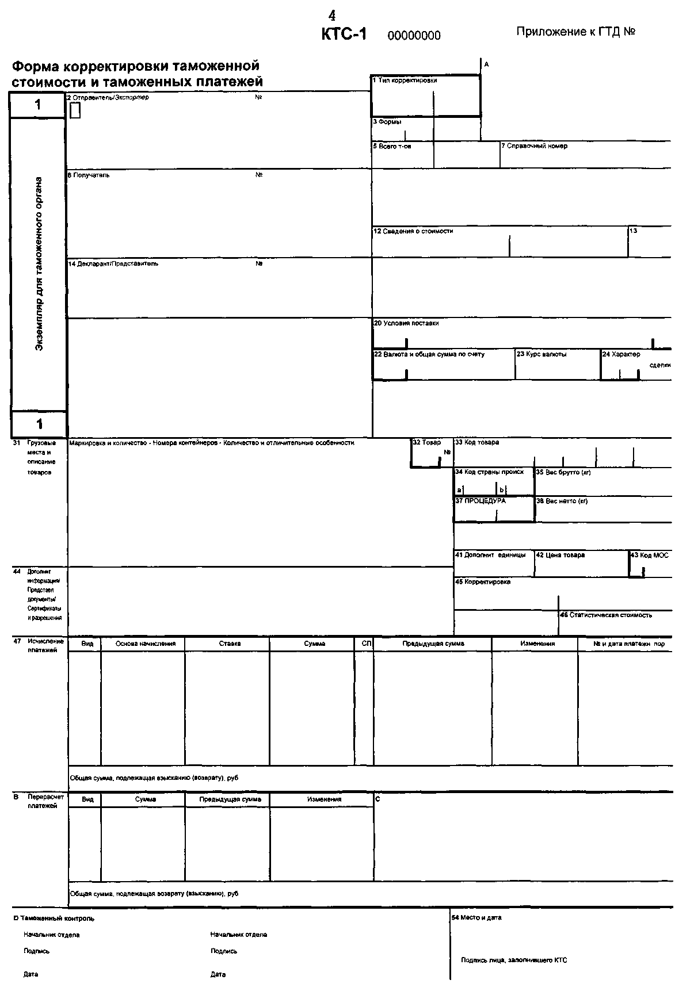 4
КТС-1 00000000 Приложение к ГТД №
Форма корректировки таможенной
стоимости и таможенных платежей
А
1 Тип корректировки
1
2 Отправитель/Экспортер №
3 Формы
5 Всего т-ов
7 Справочный номер
Экземпляр для таможенного органа
8 Получатель №
12 Сведения о стоимости
13
14 Декларант/Представитель №
20 Условия поставки
22 Валюта и общая сумма по счету
23 Курс валюты
24 Характер
сделки
1
31 Грузовые
места и
описание
товаров
Маркировка и количество - Номера контейнеров - Количество и отличительные особенности
32 Товар
№
33 Код товара
34 Код страны происх
a b
35 Вес брутто (кг)
37 ПРОЦЕДУРА
38 Вес нетто (кг)
41 Дополнит единицы
42 Цена товара
43 Код МОС
44 Дополнит
информация/
Представл
документы/
Сертификаты
и разрешения
45 Корректировка
46 Статистическая стоимость
47 Исчисление
платежей
Вид Основа начисления Ставка Сумма СП Предыдущая сумма Изменения № и дата платежн пор
Общая сумма, подлежащая взысканию (возврату), руб
В Перерасчет
платежей
Вид Сумма Предыдущая сумма Изменения
С
Общая сумма, подлежащая возврату (взысканию), руб
D Таможенный контроль
54 Место и дата
Начальник отдела Начальник отдела
Подпись Подпись
Подпись лица, заполнившего КТС
Дата Дата